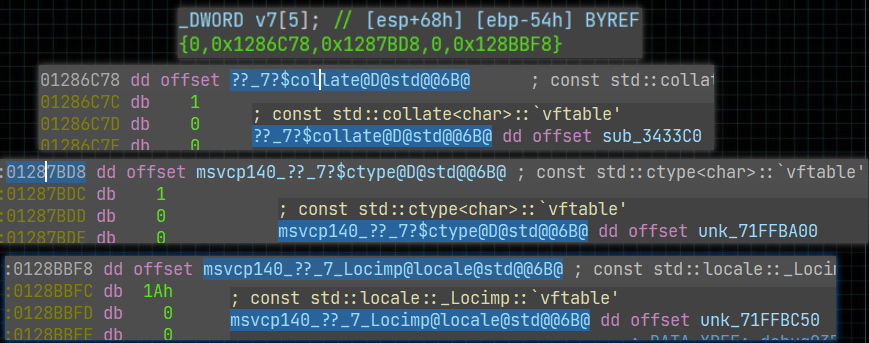 _DWORD v7[5]; // [esp+68h] [ebp-54h] BYREF
{0,0x1286C78,0x1287BD8,0,0x128BBF8}
01286C78 dd offset ??_7?$collate@D@std@@6B@ ; const std::collat
01286C7C db 1
01286C7D db 0
01286C7E db 0
; const std::collate<char>::`vftable'
??_7?$collate@D@std@@6B@ dd offset sub_3433C0
:01287BD8 dd offset msvcp140_??_7?$ctype@D@std@@6B@ ; const std::ctype<char>::`vftable'
:01287BDC db 1
:01287BDD db 0
:01287BDE db 0
; const std::ctype<char>::`vftable'
msvcp140_??_7?$ctype@D@std@@6B@ dd offset unk_71FFBA00
:0128BBF8 dd offset msvcp140_??_7_Locimp@locale@std@@6B@ ; const std::locale::_Locim
:0128BBFC db 1Ah
:0128BBFD db 0
:0128BBFE db 0
; const std::locale::_Locimp::`vftable'
msvcp140_??_7_Locimp@locale@std@@6B@ dd offset unk_71FFBC50